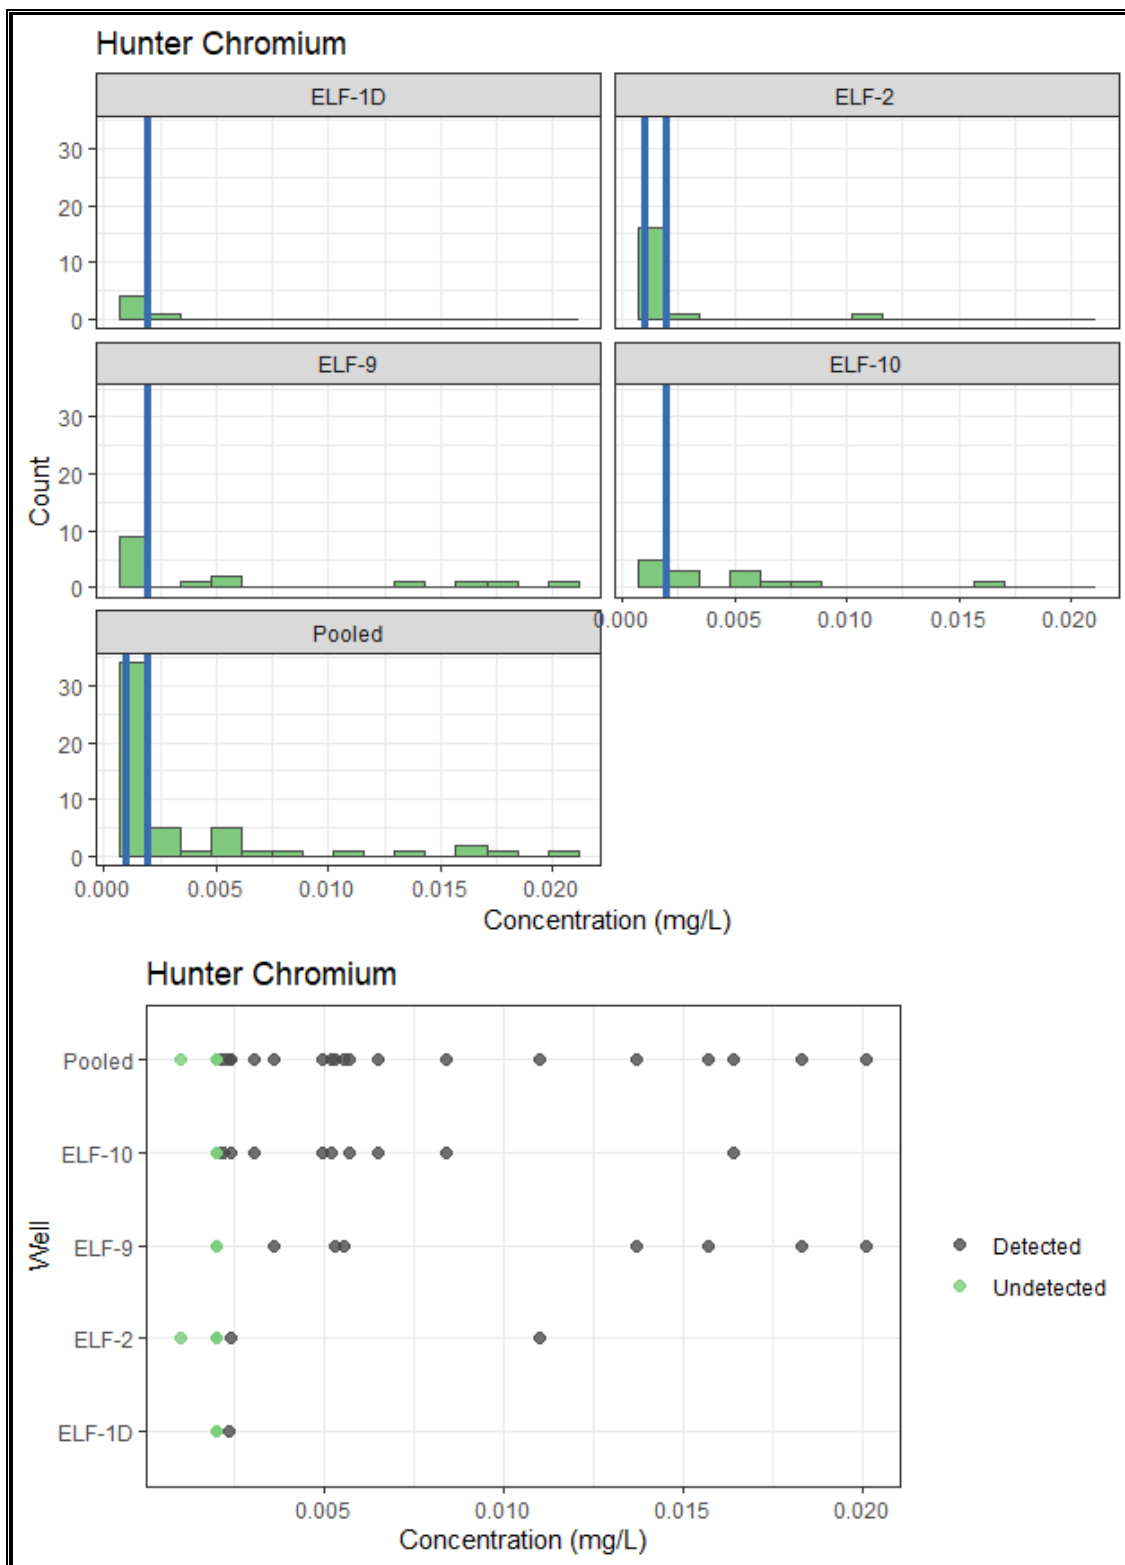 Hunter Chromium
ELF-1D
ELF-2
30
20
10
0
ELF-9
ELF-10
Count
30
20
10
0
0.000 0.005 0.010 0.015 0.020
Pooled
30
20
10
0
0.000 0.005 0.010 0.015 0.020
Concentration (mg/L)
Hunter Chromium
Well
Pooled
ELF-10
ELF-9
ELF-2
ELF-1D
Detected
Undetected
0.005 0.010 0.015 0.020
Concentration (mg/L)